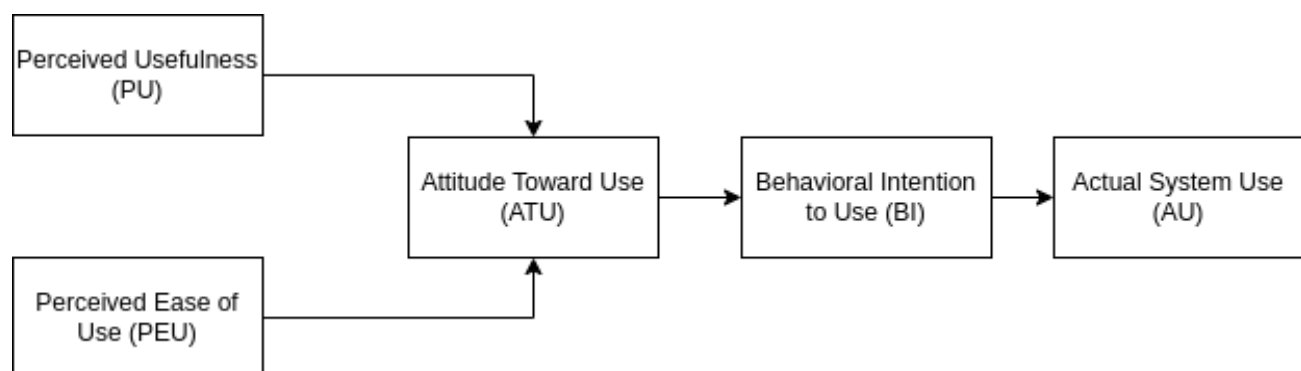 Perceived Usefulness
(PU)
Attitude Toward Use
(ATU)
Behavioral Intention
to Use (BI)
Actual System Use
(AU)
Perceived Ease of
Use (PEU)